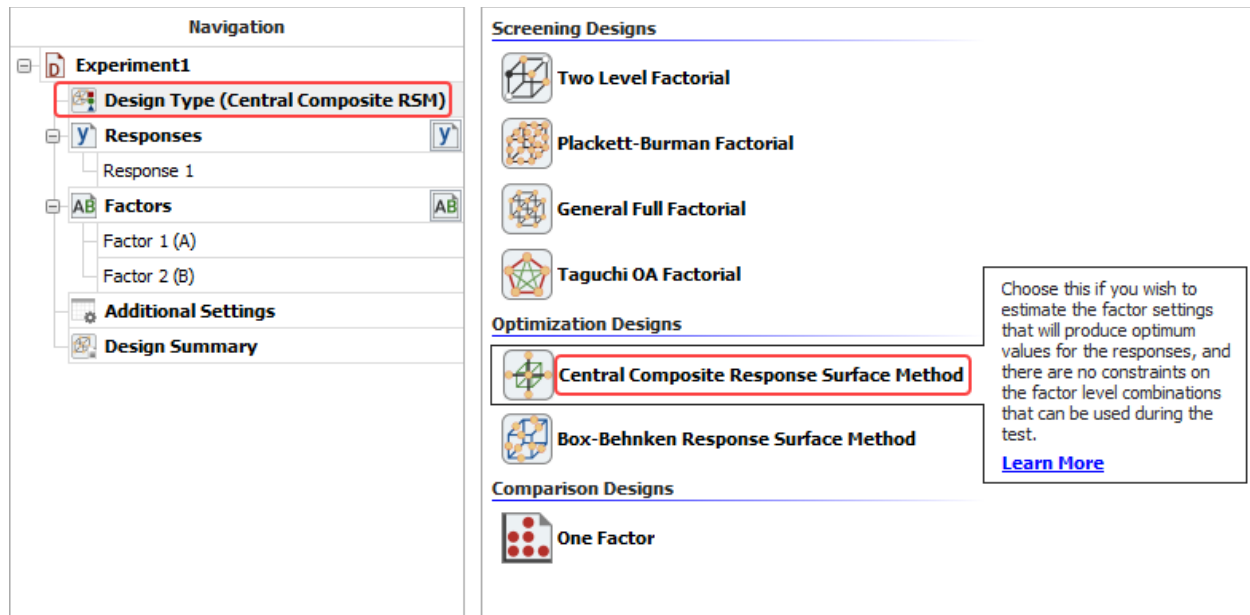 Navigation
Experiment1
Design Type (Central Composite RSM)
Responses
Response 1
Factors
Factor 1 (A)
Factor 2 (B)
Additional Settings
Design Summary
Screening Designs
Two Level Factorial
Plackett-Burman Factorial
General Full Factorial
Taguchi OA Factorial
Optimization Designs
Central Composite Response Surface Method
Box-Behnken Response Surface Method
Comparison Designs
One Factor
Choose this if you wish to
estimate the factor settings
that will produce optimum
values for the responses, and
there are no constraints on
the factor level combinations
that can be used during the
test.
Learn More